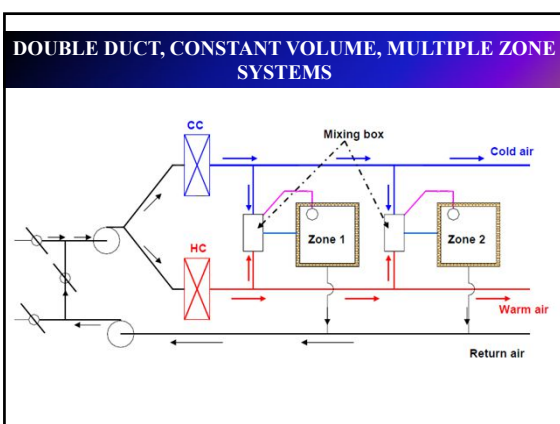 DOUBLE DUCT, CONSTANT VOLUME, MULTIPLE ZONE
SYSTEMS
CC
Mixing box
Cold air
Zone 1
Zone 2
HC
Warm air
Return air